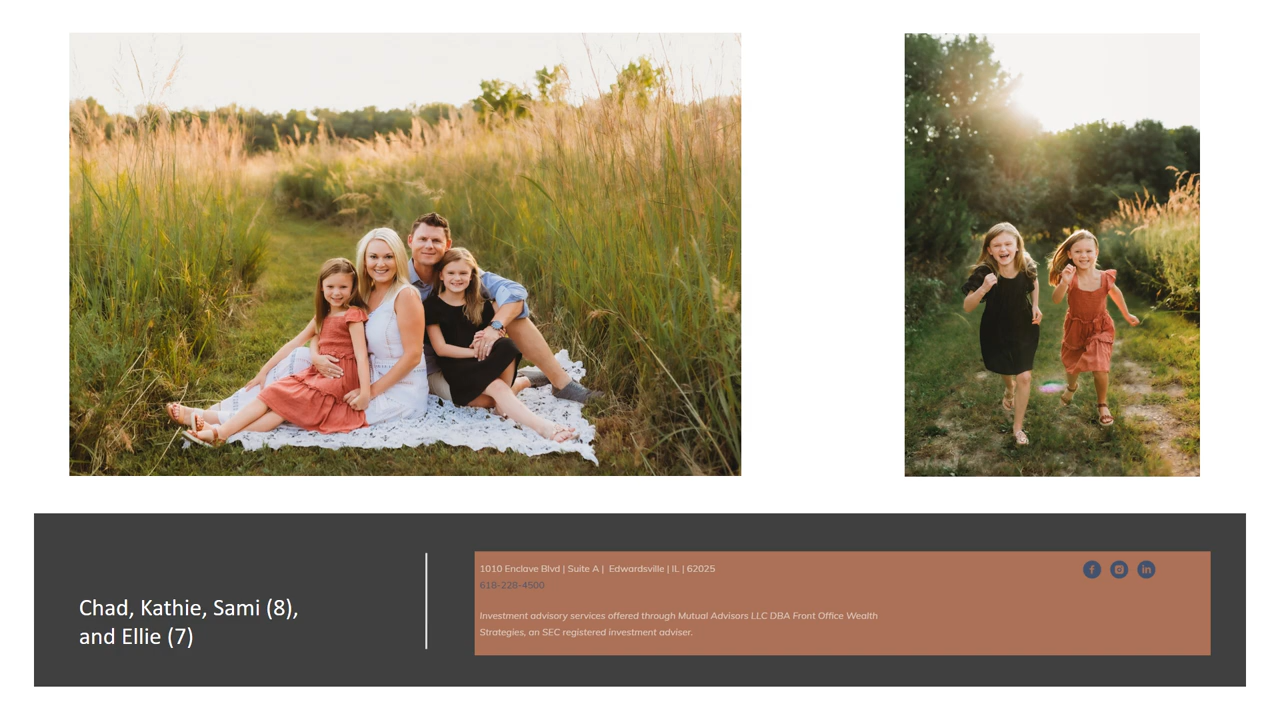 Chad, Kathie, Sami (8),
and Ellie (7)
1010 Enclave Blvd | Suite A | Edwardsville | IL | 62025
618-228-4500
Investment advisory services offered through Mutual Advisors LLC DBA Front Office Wealth
Strategies, an SEC registered investment adviser.